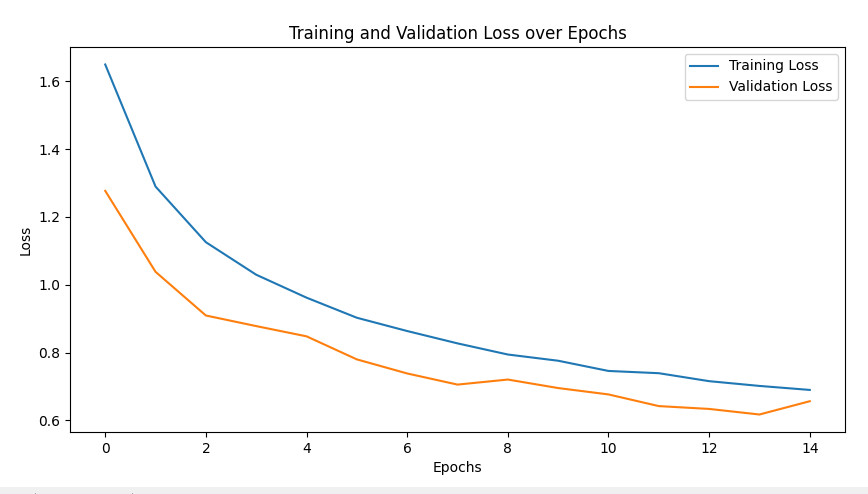 Training and Validation Loss over Epochs
Training Loss
Validation Loss
1.6
1.4
1.2
1.0
0.8
0.6
Loss
0 2 4 6 8 10 12 14
Epochs